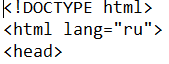 <!DOCTYPE html>
<html lang="ru">
<head>